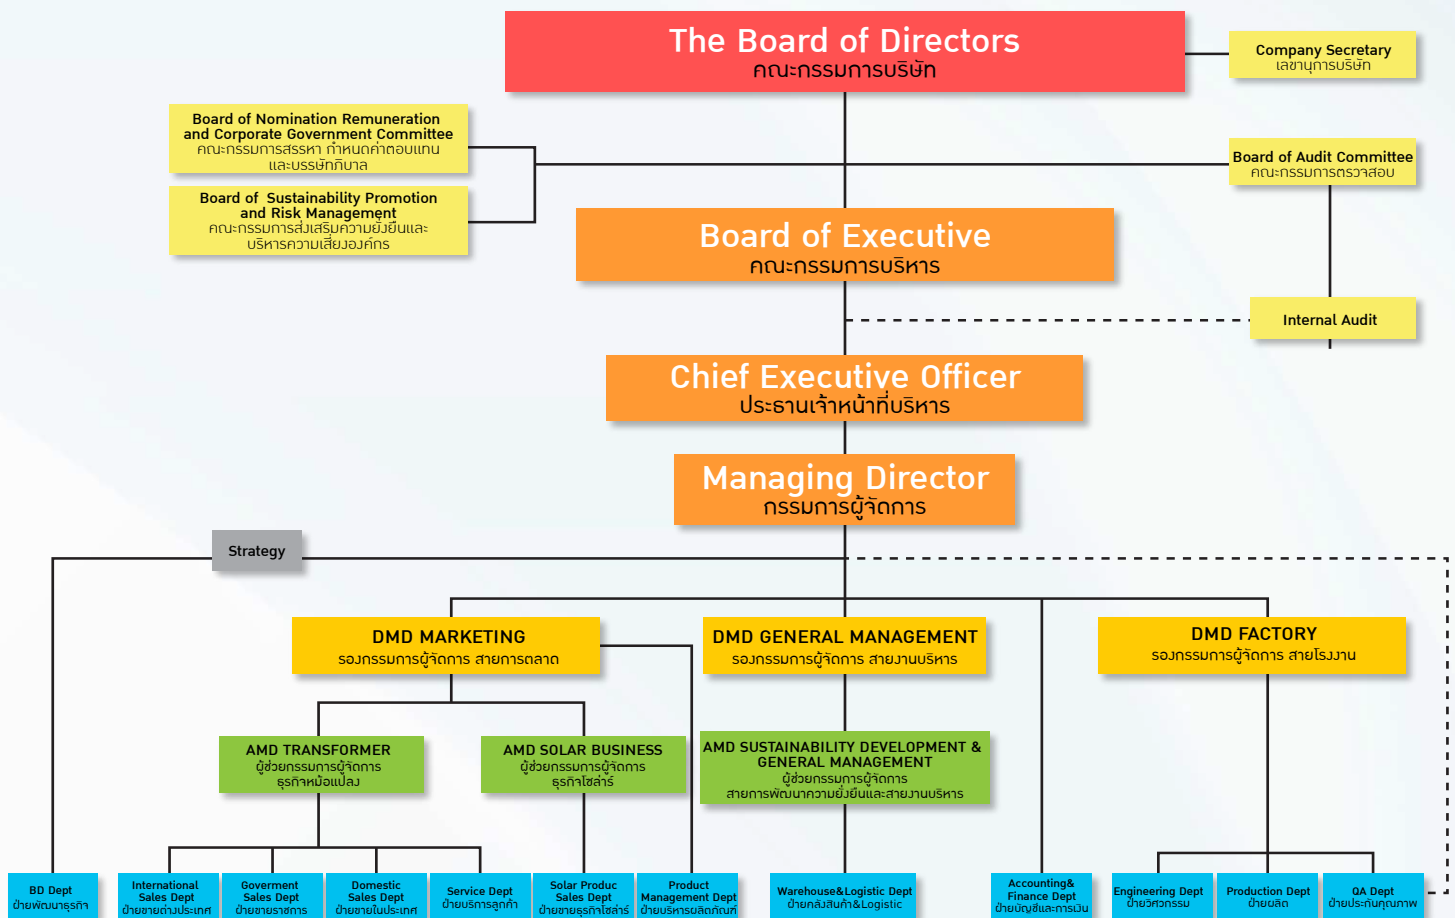 The Board of Directors
คณะกรรมการบริษัท
Company Secretary
เลขานุการบริษัท
Board of Nomination Remuneration
and Corporate Government Committee
คณะกรรมการสรรหา กำหนดค่าตอบแทน
และบรรษัทภิบาล
Board of Audit Committee
คณะกรรมการตรวจสอบ
Board of Sustainability Promotion
and Risk Management
คณะกรรมการส่งเสริมความยั่งยืนและ
บริหารความเสี่ยงองค์กร
Board of Executive
คณะกรรมการบริหาร
Internal Audit
Chief Executive Officer
ประธานเจ้าหน้าที่บริหาร
Managing Director
กรรมการผู้จัดการ
Strategy
DMD MARKETING
รองกรรมการผู้จัดการ สายการตลาด
DMD GENERAL MANAGEMENT
รองกรรมการผู้จัดการ สายงานบริหาร
DMD FACTORY
รองกรรมการผู้จัดการ สายโรงงาน
AMD TRANSFORMER
ผู้ช่วยกรรมการผู้จัดการ
ธุรกิจหม้อแปลง
AMD SOLAR BUSINESS
ผู้ช่วยกรรมการผู้จัดการ
ธุรกิจโซล่าร์
AMD SUSTAINABILITY DEVELOPMENT &
GENERAL MANAGEMENT
ผู้ช่วยกรรมการผู้จัดการ
สายการพัฒนาความยั่งยืนและสายงานบริหาร
BD Dept
ฝ่ายพัฒนาธุรกิจ
International
Sales Dept
ฝ่ายขายต่างประเทศ
Goverment
Sales Dept
ฝ่ายขายราชการ
Domestic
Sales Dept
ฝ่ายขายในประเทศ
Service Dept
ฝ่ายบริการลูกค้า
Solar Produc
Sales Dept
ฝ่ายขายธุรกิจโซล่าร์
Product
Management Dept
ฝ่ายบริหารผลิตภัณฑ์
Warehouse&Logistic Dept
ฝ่ายคลังสินค้า&Logistic
Accounting&
Finance Dept
ฝ่ายบัญชีและการเงิน
Engineering Dept
ฝ่ายวิศวกรรม
Production Dept
ฝ่ายผลิต
QA Dept
ฝ่ายประกันคุณภาพ